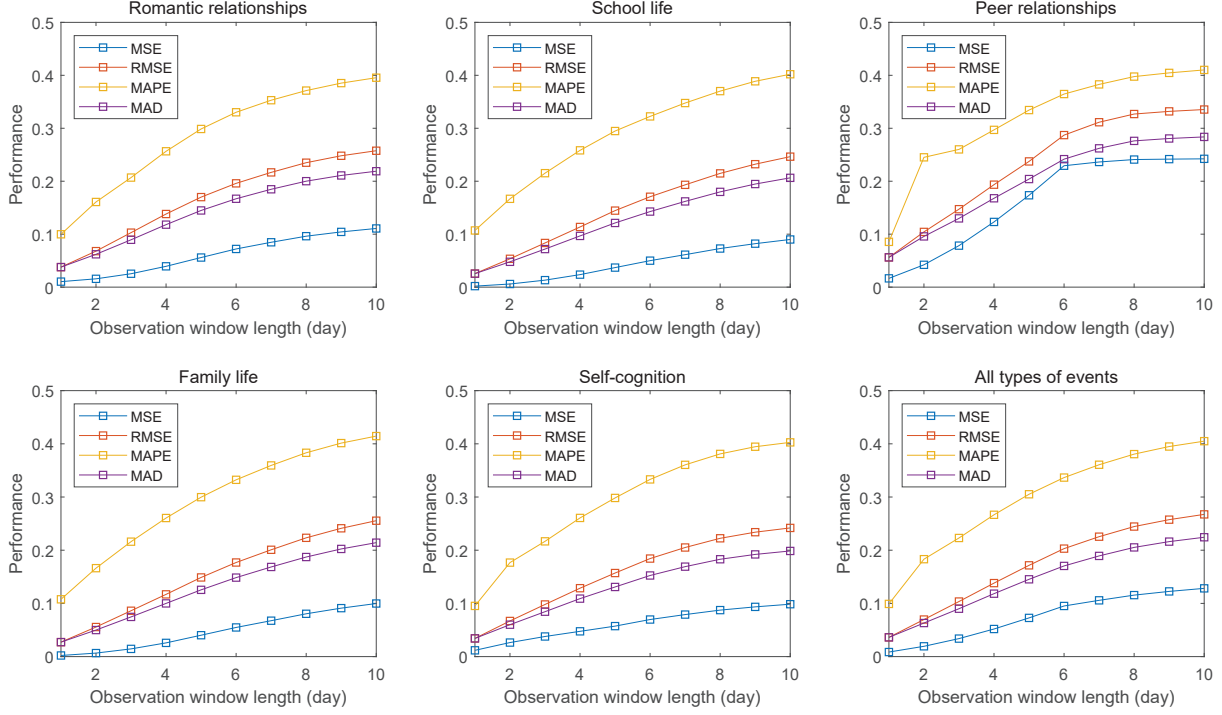 Romantic relationships
0.5
0.4
0.3
0.2
0.1
0
Performance
MSE
RMSE
MAPE
MAD
2 4 6 8 10
Observation window length (day)
School life
0.5
0.4
0.3
0.2
0.1
0
Performance
MSE
RMSE
MAPE
MAD
2 4 6 8 10
Observation window length (day)
Peer relationships
0.5
0.4
0.3
0.2
0.1
0
Performance
MSE
RMSE
MAPE
MAD
2 4 6 8 10
Observation window length (day)
Family life
0.5
0.4
0.3
0.2
0.1
0
Performance
MSE
RMSE
MAPE
MAD
2 4 6 8 10
Observation window length (day)
Self-cognition
0.5
0.4
0.3
0.2
0.1
0
Performance
MSE
RMSE
MAPE
MAD
2 4 6 8 10
Observation window length (day)
All types of events
0.5
0.4
0.3
0.2
0.1
0
Performance
MSE
RMSE
MAPE
MAD
2 4 6 8 10
Observation window length (day)